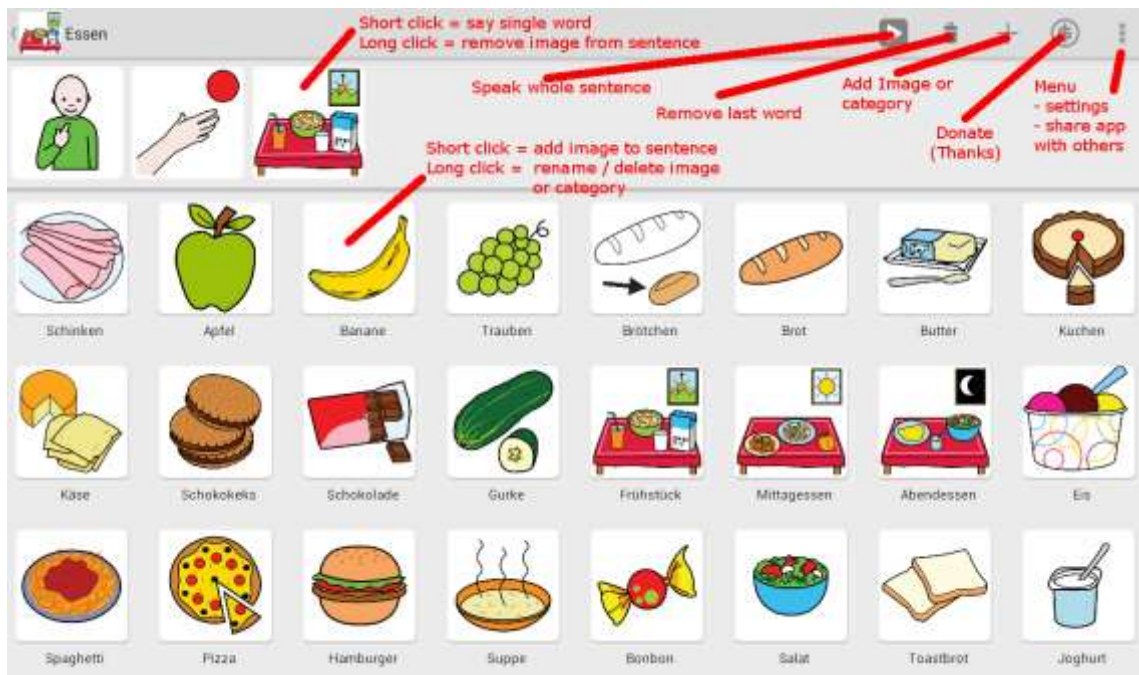 Essen
Short click = say single word
Long click = remove image from sentence
Speak whole sentence
Remove last word
Add Image or
category
Donate
(Thanks)
Menu
- settings
- share app
with others
Short click = add image to sentence
Long click = rename / delete image
or category
Schinken
Apfel
Banane
Trauben
Brötchen
Brot
Butter
Kuchen
Käse
Schokokeks
Schokolade
Gurke
Frühstück
Mittagessen
Abendessen
Eis
Spaghetti
Pizza
Hamburger
Suppe
Bonbon
Salat
Toastbrot
Joghurt